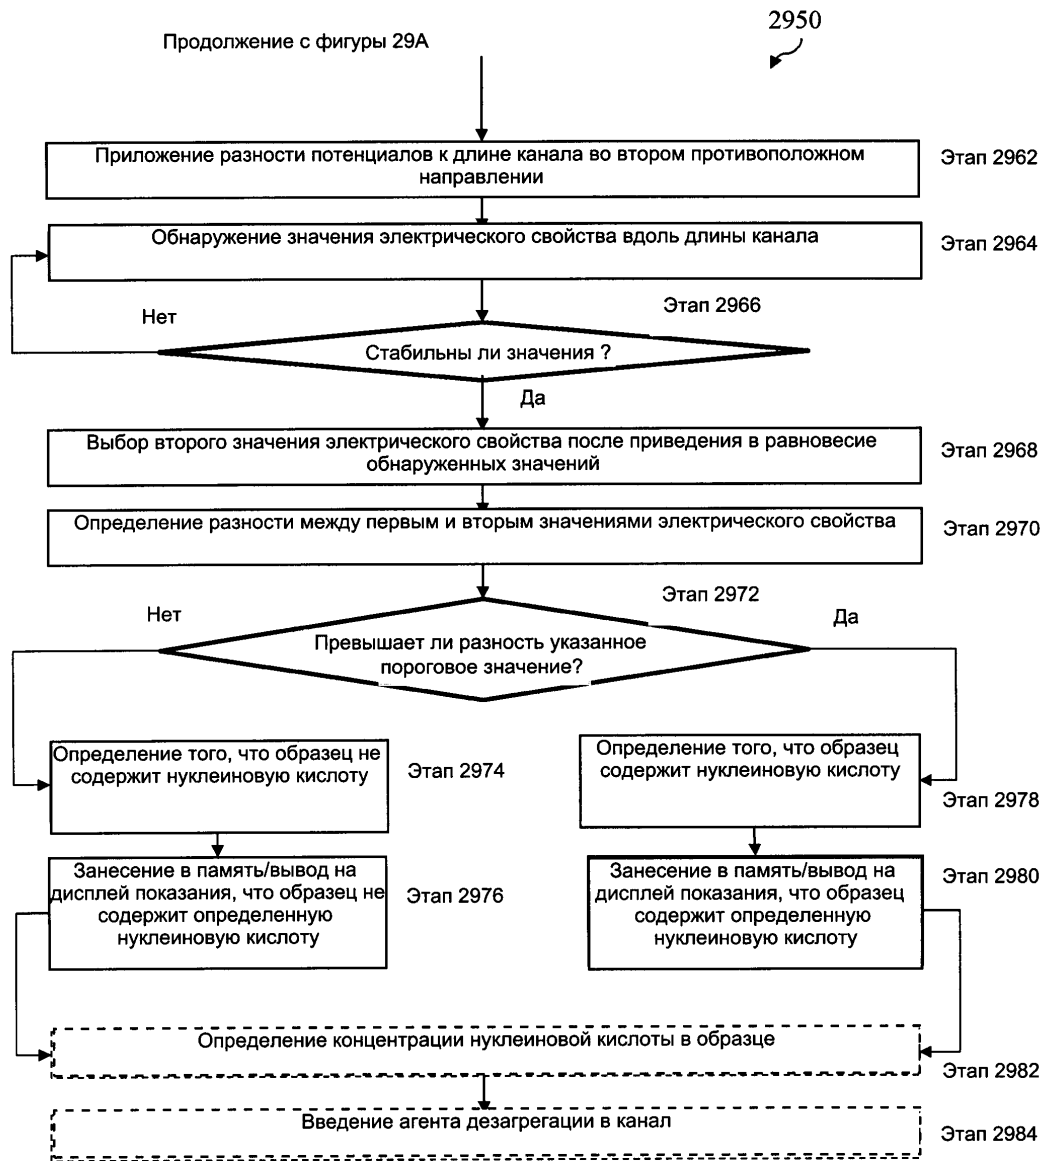 2950
Продолжение с фигуры 29А
Приложение разности потенциалов к длине канала во втором противоположном
направлении
Этап 2962
Обнаружение значения электрического свойства вдоль длины канала
Этап 2964
Этап 2966
Нет
Стабильны ли значения ?
Да
Выбор второго значения электрического свойства после приведения в равновесие
обнаруженных значений
Этап 2968
Определение разности между первым и вторым значениями электрического свойства
Этап 2970
Этап 2972
Нет
Да
Превышает ли разность указанное
пороговое значение?
Определение того, что образец не
содержит нуклеиновую кислоту
Этап 2974
Определение того, что образец
содержит нуклеиновую кислоту
Этап 2978
Занесение в память/вывод на
дисплей показания, что образец не
содержит определенную
нуклеиновую кислоту
Этап 2976
Занесение в память/вывод на
дисплей показания, что образец
содержит определенную
нуклеиновую кислоту
Этап 2980
Определение концентрации нуклеиновой кислоты в образце
Этап 2982
Введение агента дезагрегации в канал
Этап 2984